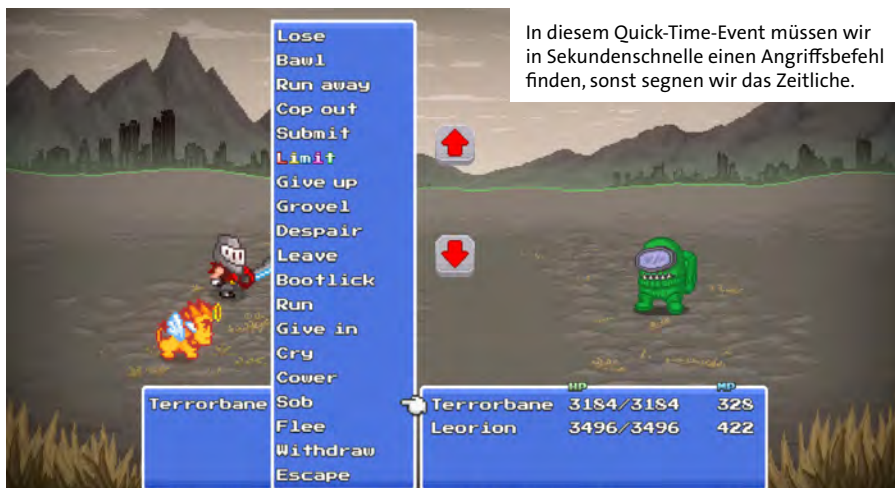 In diesem Quick-Time-Event müssen wir
in Sekundenschnelle einen Angriffsbefehl
finden, sonst segnen wir das Zeitliche.
Lose
Bawl
Run away
Cop out
Submit
Limit
Give up
Grovel
Despair
Leave
Bootlick
Run
Give in
Cry
Cower
Sob
Flee
Withdraw
Escape
Terrorbane
HP MP
Terrorbane 3184/3184 328
Leorion 3496/3496 422